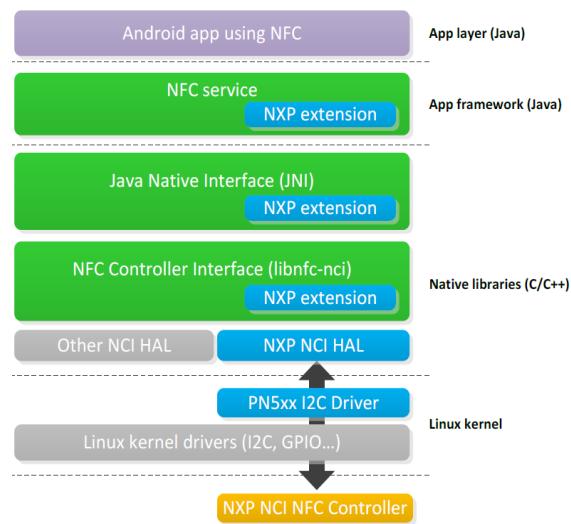 Android app using NFC
App layer (Java)
NFC service
NXP extension
App framework (Java)
Java Native Interface (JNI)
NXP extension
NFC Controller Interface (libnfc-nci)
NXP extension
Native libraries (C/C++)
Other NCI HAL
NXP NCI HAL
PN5xx I2C Driver
Linux kernel
Linux kernel drivers (I2C, GPIO...)
NXP NCI NFC Controller